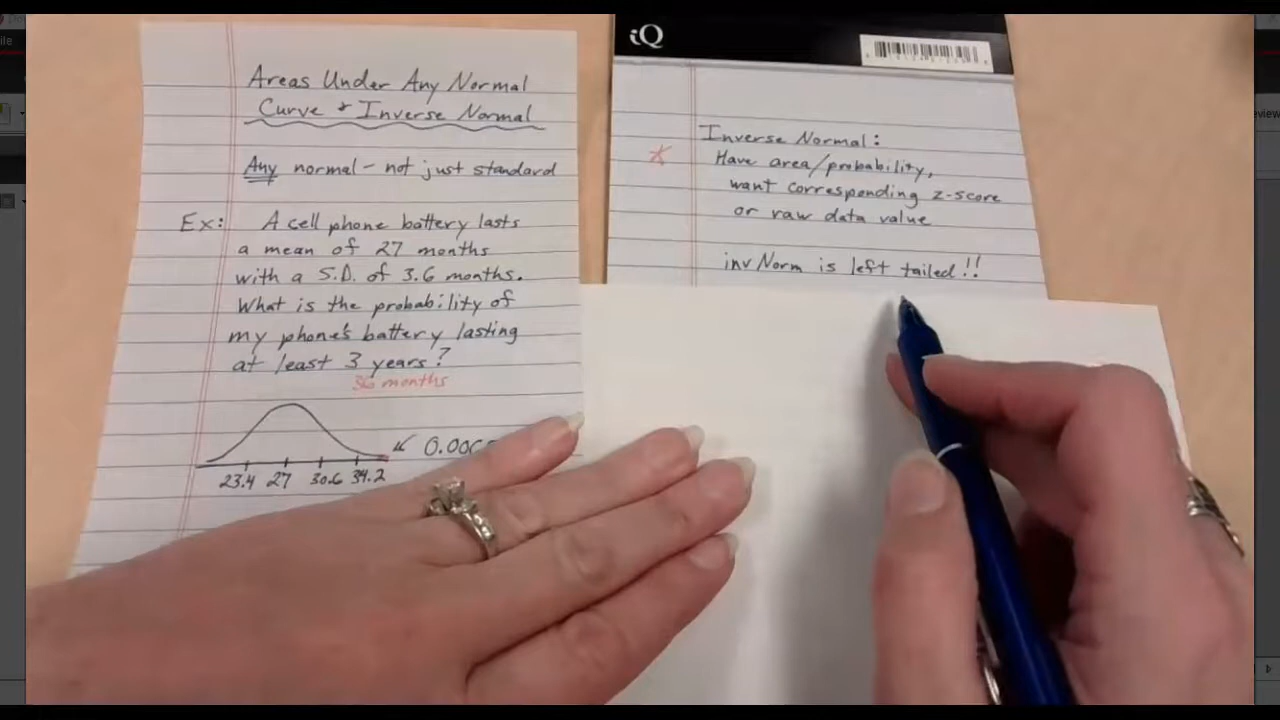 Areas Under Any Normal
Curve + Inverse Normal
Any normal - not just standard
Ex: A cell phone battery lasts
a mean of 27 months
with a S.D. of 3.6 months.
What is the probability of
my phone's battery lasting
at least 3 years?
36 months
23.4 27 30.6 34.2
iQ
Inverse Normal:
Have area/probability,
want corresponding z-score
or raw data value
invNorm is left tailed!!